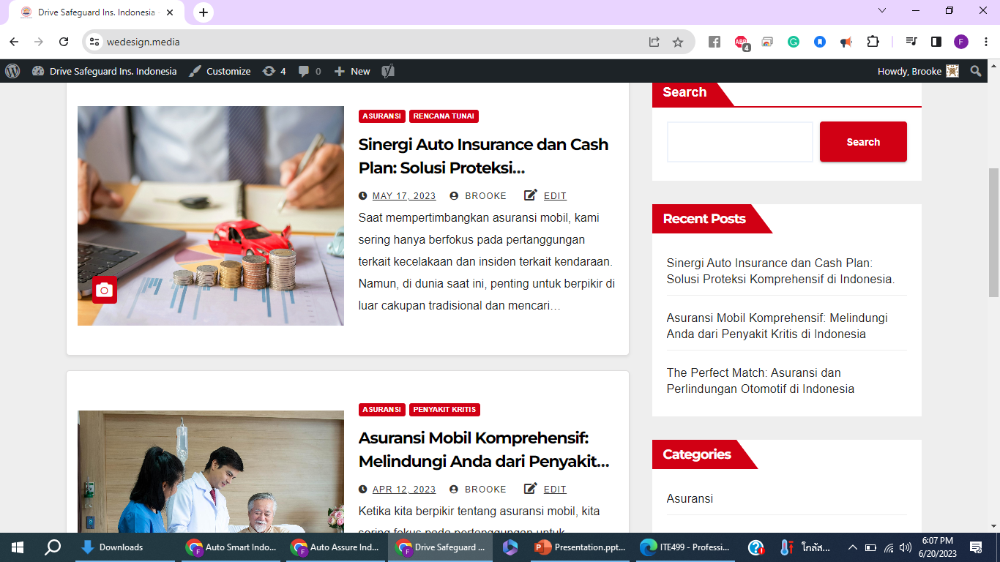 Drive Safeguard Ins. Indonesia
wedesign.media
ABP
4
F
Drive Safeguard Ins. Indonesia
Customize
4
0
New
Howdy, Brooke
ASURANSI
RENCANA TUNAI
Sinergi Auto Insurance dan Cash
Plan: Solusi Proteksi…
MAY 17, 2023
BROOKE
EDIT
Saat mempertimbangkan asuransi mobil, kami
sering hanya berfokus pada pertanggungan
terkait kecelakaan dan insiden terkait kendaraan.
Namun, di dunia saat ini, penting untuk berpikir di
luar cakupan tradisional dan mencari…
ASURANSI
PENYAKIT KRITIS
Asuransi Mobil Komprehensif:
Melindungi Anda dari Penyakit…
APR 12, 2023
BROOKE
EDIT
Ketika kita berpikir tentang asuransi mobil, kita
sering fokus pada pertanggungan untuk
Search
Search
Recent Posts
Sinergi Auto Insurance dan Cash Plan:
Solusi Proteksi Komprehensif di Indonesia.
Asuransi Mobil Komprehensif: Melindungi
Anda dari Penyakit Kritis di Indonesia
The Perfect Match: Asuransi dan
Perlindungan Otomotif di Indonesia
Categories
Asuransi
Downloads
Auto Smart Indo...
Auto Assure Ind...
Drive Safeguard ...
Presentation.ppt...
ITE499 - Professi...
ใกล้ส...
6:07 PM
6/20/2023